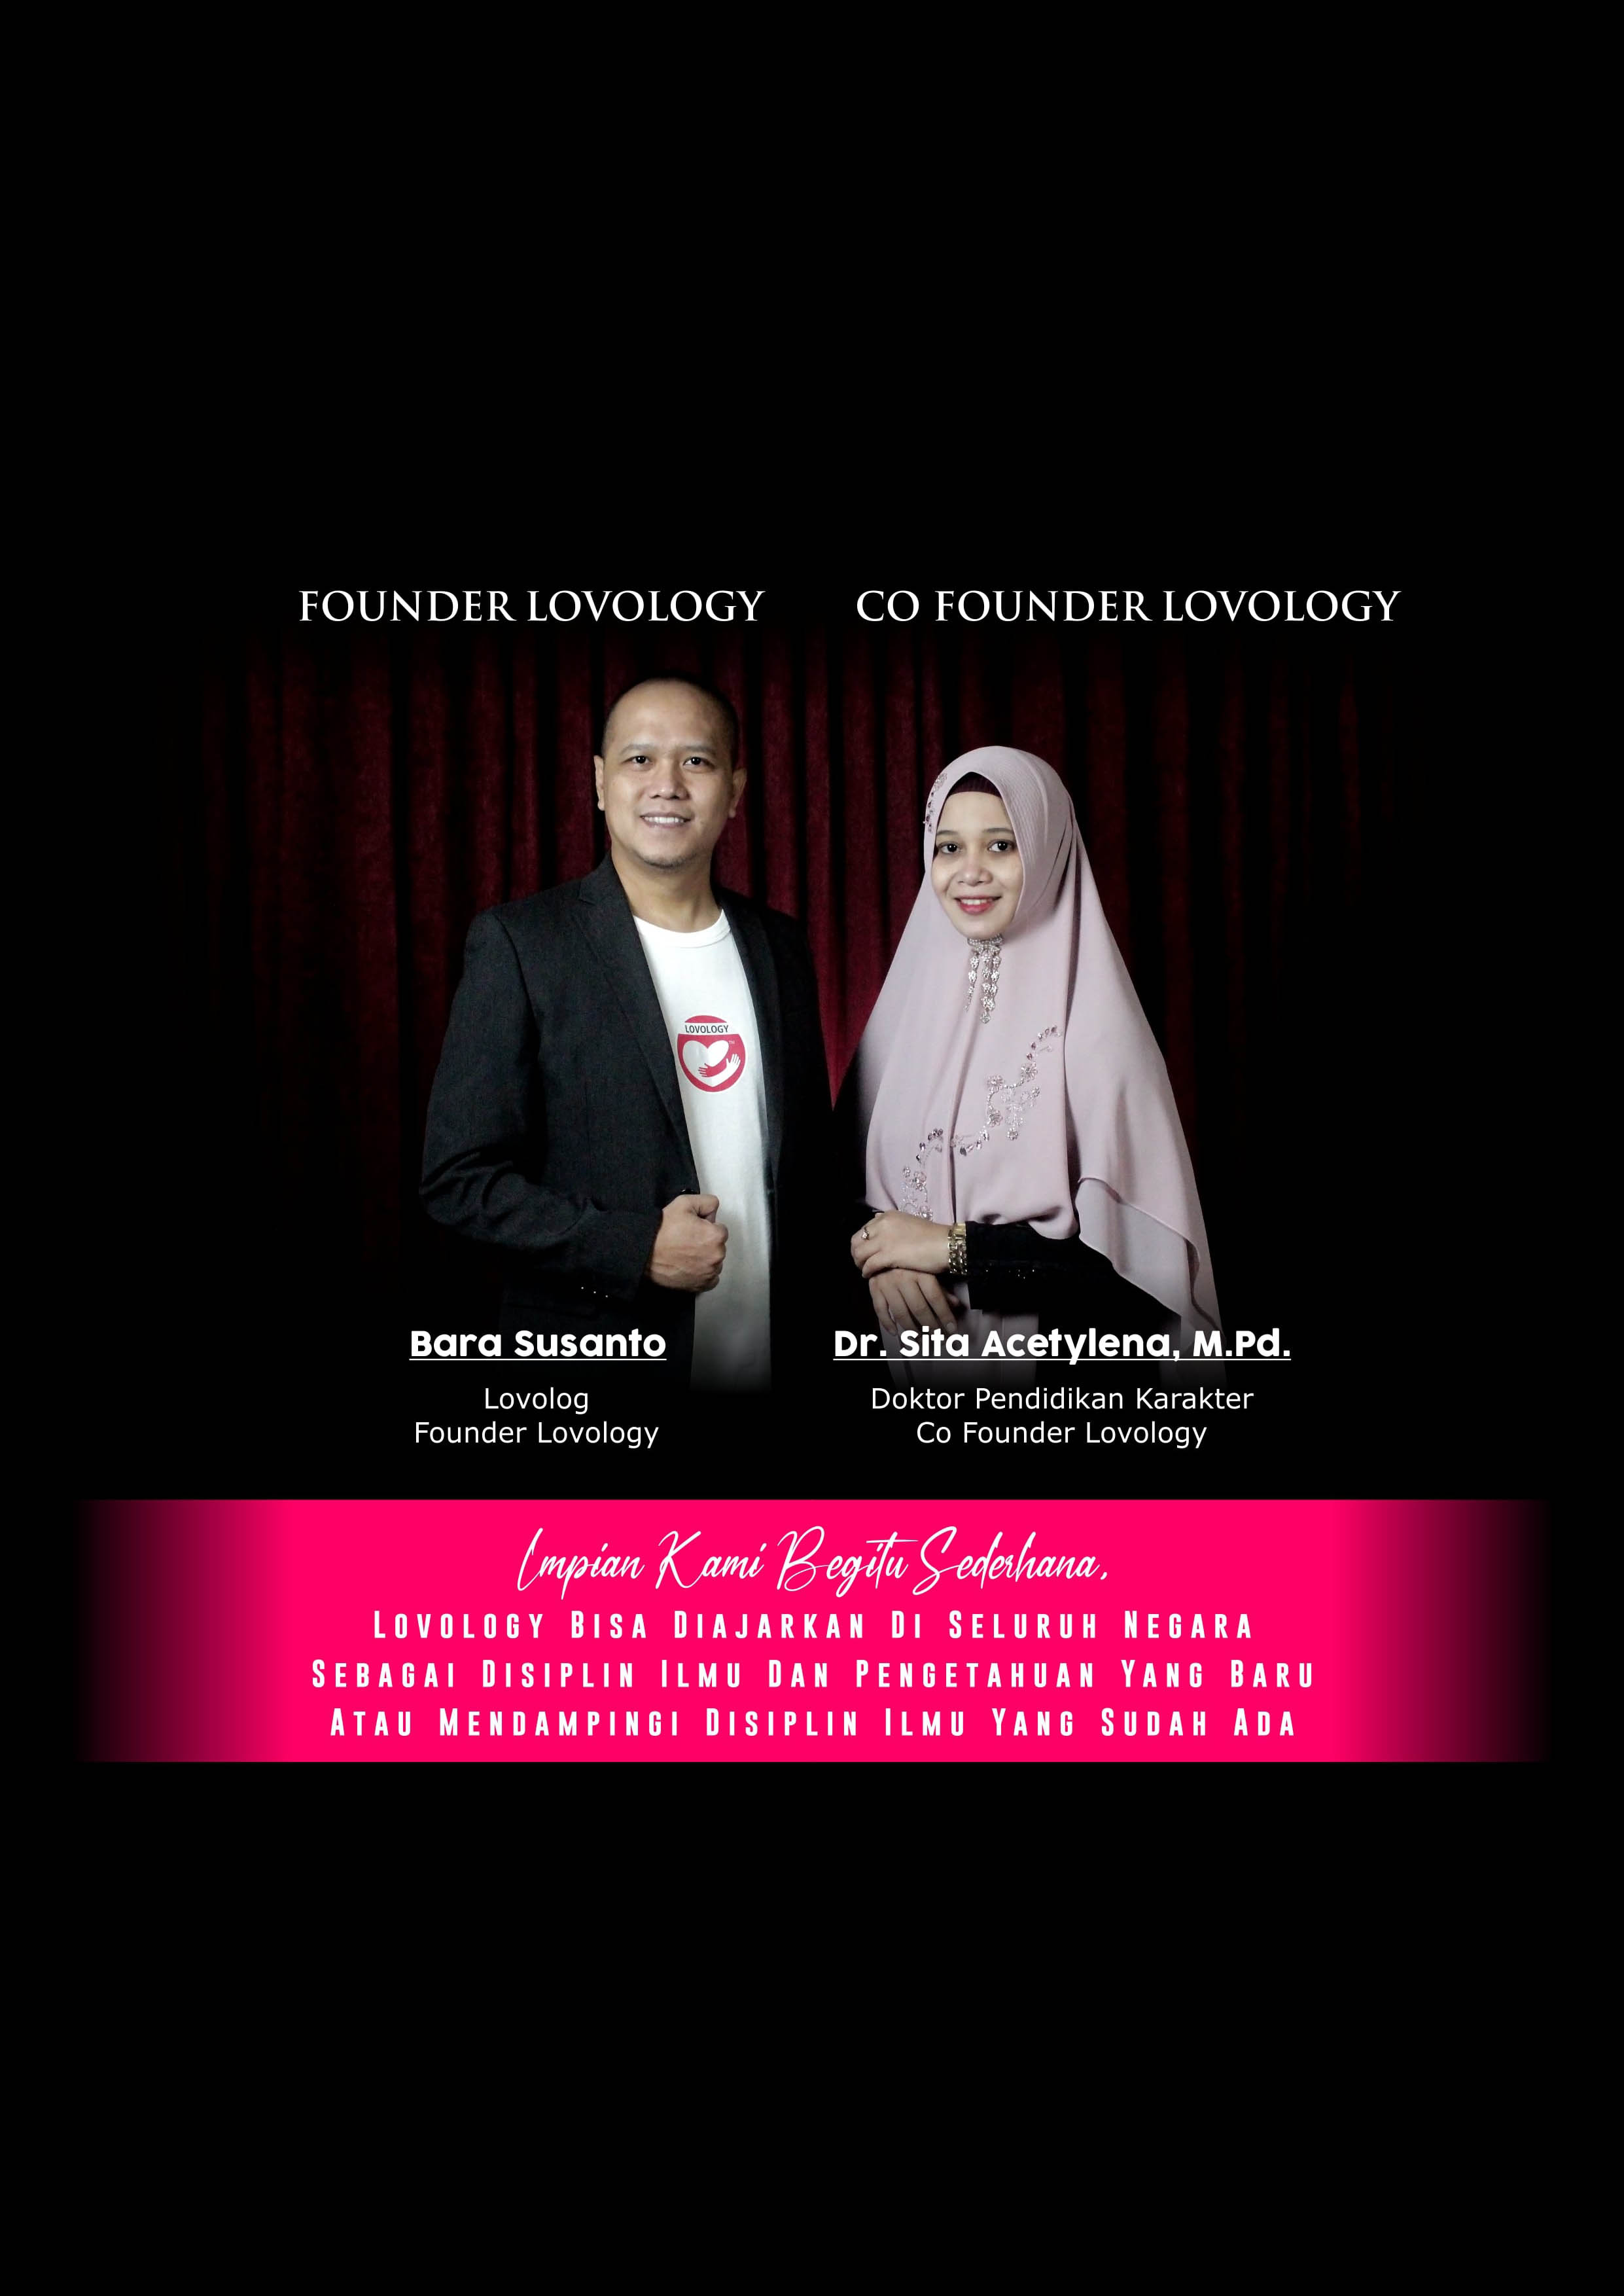 FOUNDER LOVOLOGY
CO FOUNDER LOVOLOGY
LOVOLOGY
Bara Susanto
Lovolog
Founder Lovology
Dr. Sita Acetylena, M.Pd.
Doktor Pendidikan Karakter
Co Founder Lovology
Impian Kami Begitu Sederhana,
Lovology Bisa Diajarkan Di Seluruh Negara
Sebagai Disiplin Ilmu Dan Pengetahuan Yang Baru
Atau Mendampingi Disiplin Ilmu Yang Sudah Ada